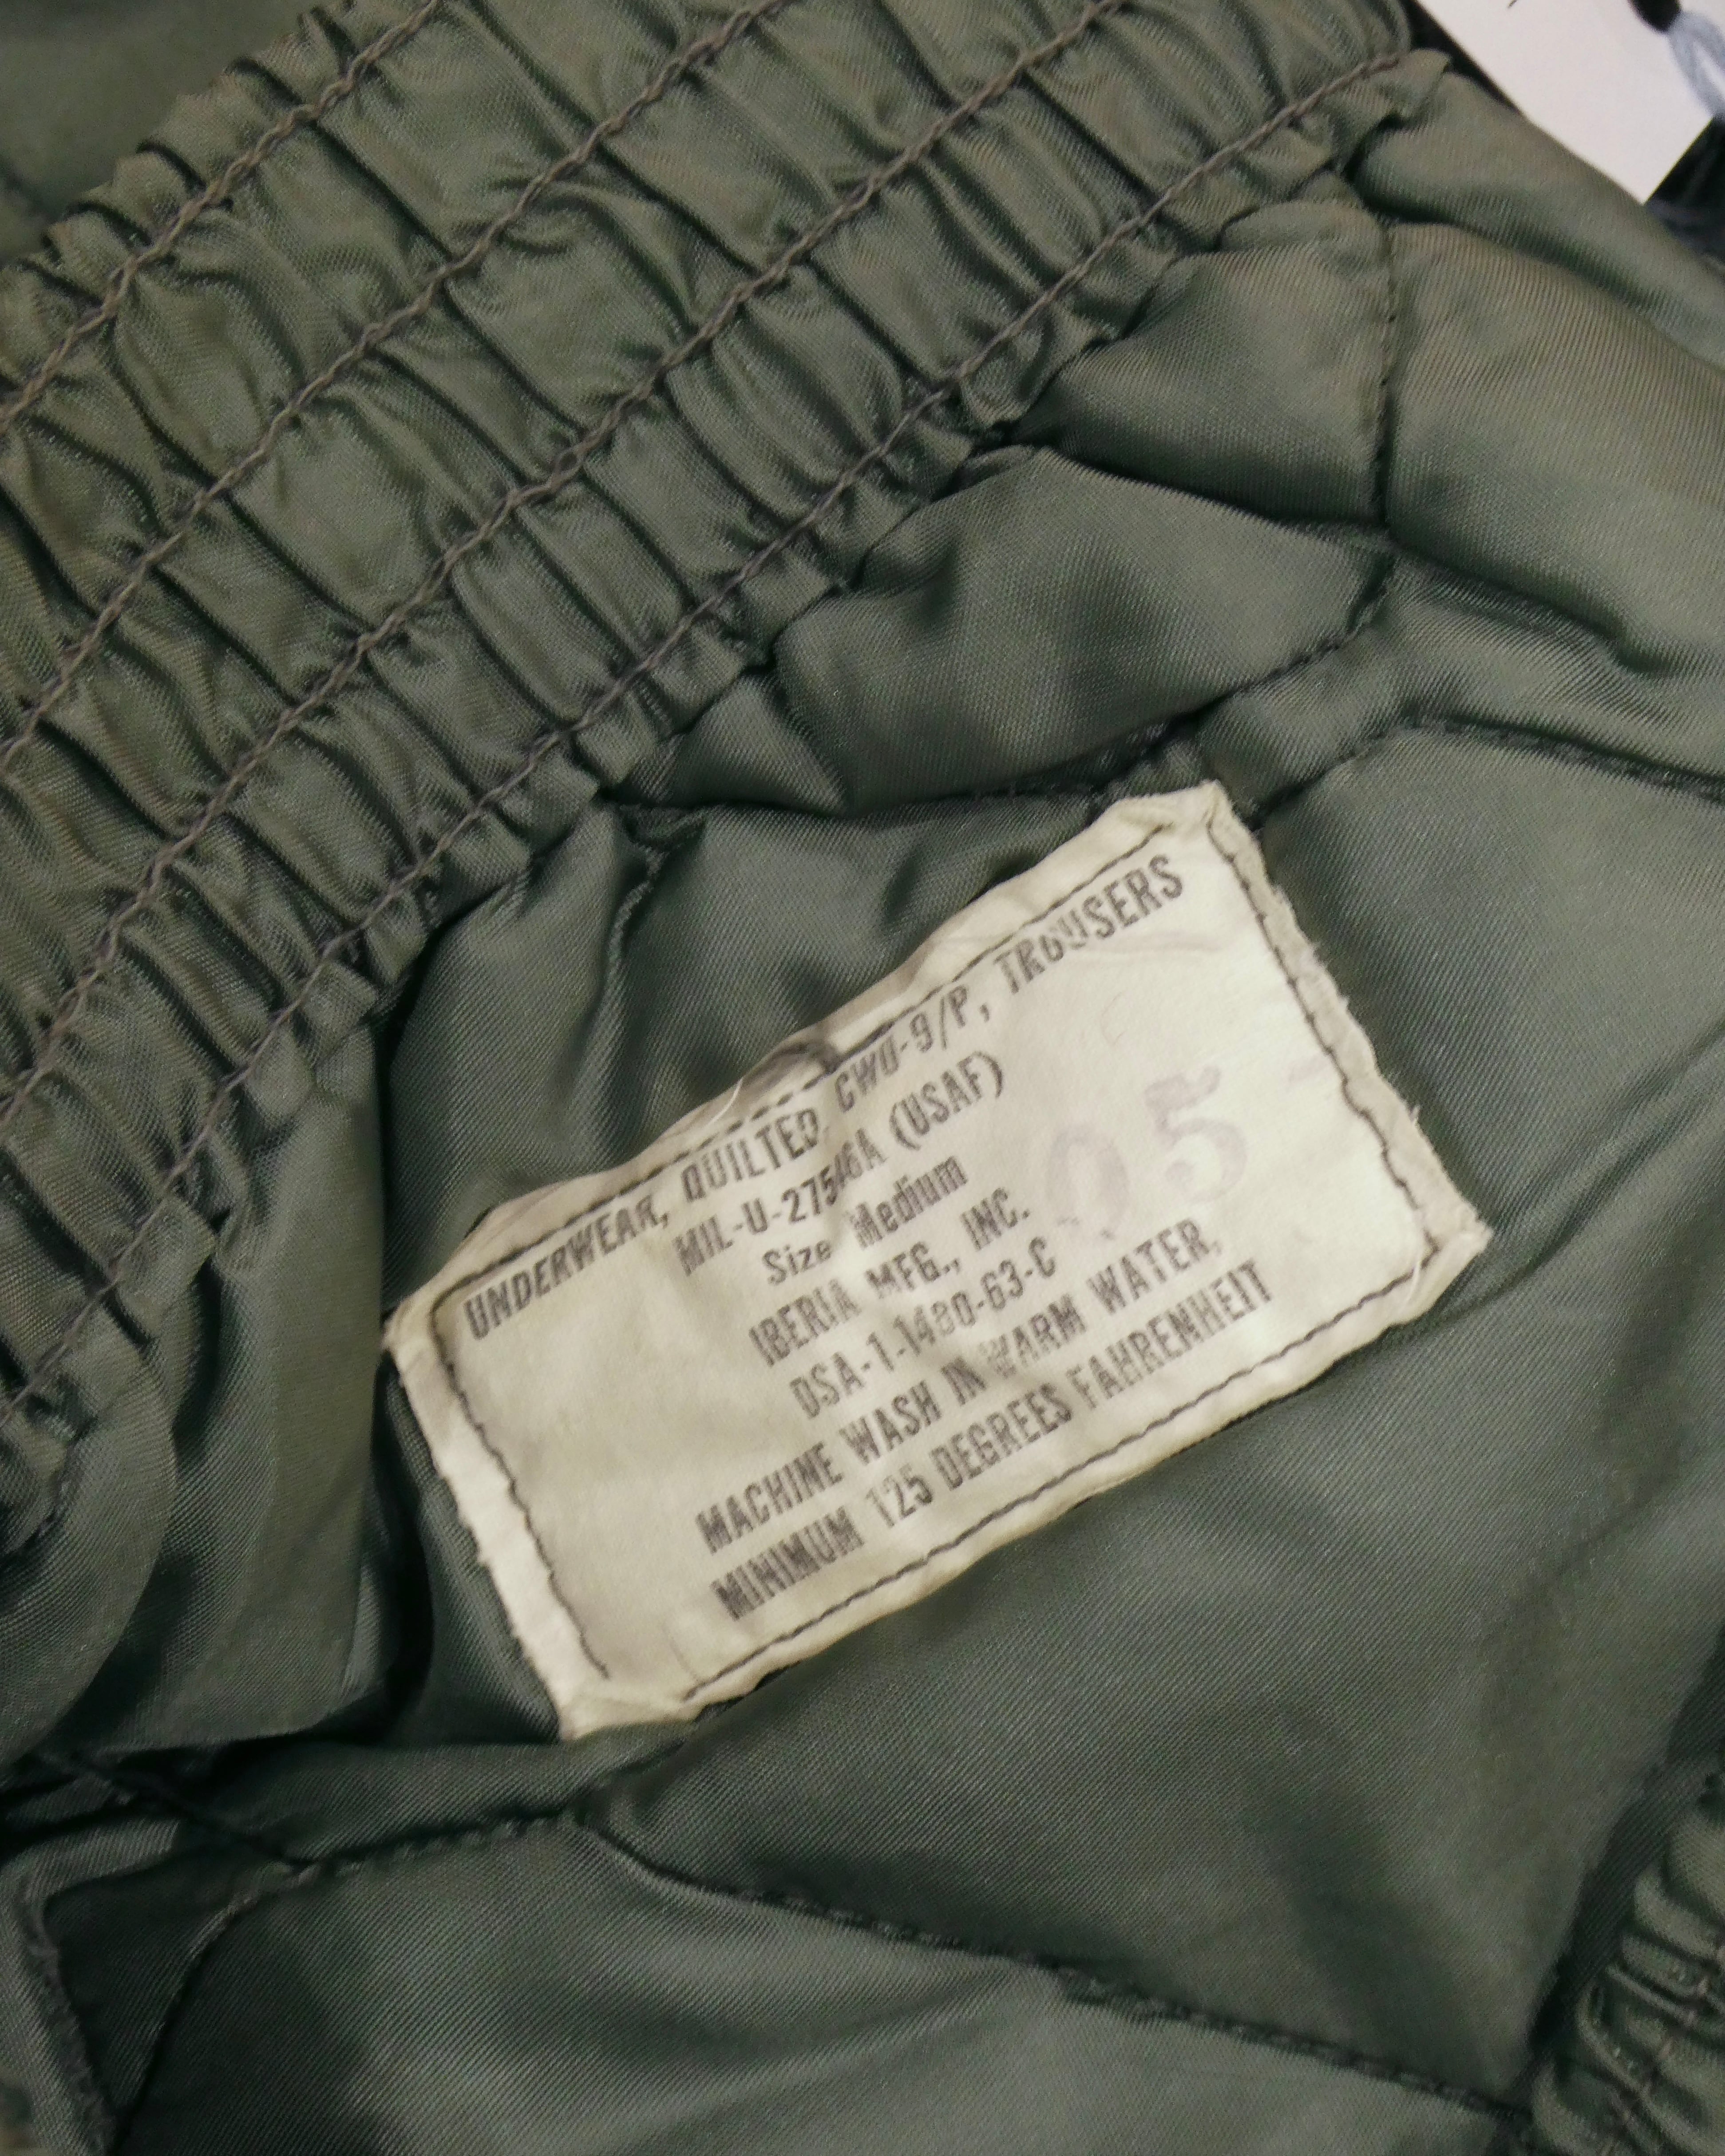 UNDERWEAR, QUILTED, CWU-9/P, TROUSERS
MIL-U-27546A (USAF)
Size Medium
05
IBERIA MFG., INC.
DSA-1-1480-63-C
MACHINE WASH IN WARM WATER,
MINIMUM 125 DEGREES FAHRENHEIT